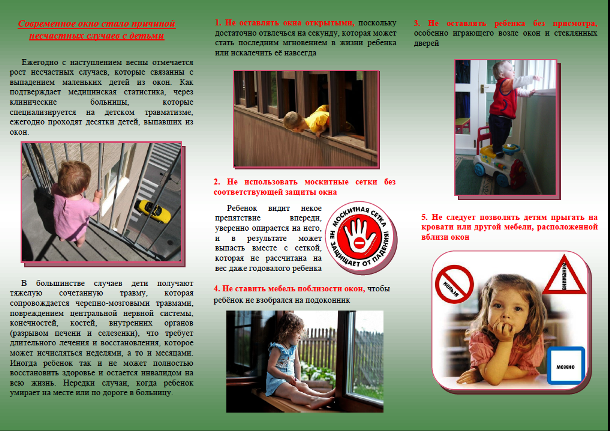 Современное окно стало причиной
несчастных случаев с детьми
Ежегодно с наступлением весны отмечается
рост несчастных случаев, которые связанны с
выпадением маленьких детей из окон. Как
подтверждает медицинская статистика, через
клинические больницы, которые
специализируется на детском травматизме,
ежегодно проходят десятки детей, выпавших из
окон.
В большинстве случаев дети получают
тяжелую сочетанную травму, которая
сопровождается черепно-мозговыми травмами,
повреждением центральной нервной системы,
конечностей, костей, внутренних органов
(разрывом печени и селезенки), что требует
длительного лечения и восстановления, которое
может исчисляться неделями, а то и месяцами.
Иногда ребенок так и не может полностью
восстановить здоровье и остается инвалидом на
всю жизнь. Нередки случаи, когда ребенок
умирает на месте или по дороге в больницу.
1. Не оставлять окна открытыми, поскольку
достаточно отвлечься на секунду, которая может
стать последним мгновением в жизни ребенка
или искалечить её навсегда
2. Не использовать москитные сетки без
соответствующей защиты окна
Ребенок видит некое
препятствие впереди,
уверенно опирается на него,
и в результате может
выпасть вместе с сеткой,
которая не рассчитана на
вес даже годовалого ребенка
МОСКИТНАЯ СЕТКА
НЕ ЗАЩИЩАЕТ ОТ ПАДЕНИЯ!
4. Не ставить мебель поблизости окон, чтобы
ребёнок не взобрался на подоконник
3. Не оставлять ребенка без присмотра,
особенно играющего возле окон и стеклянных
дверей
5. Не следует позволять детям прыгать на
кровати или другой мебели, расположенной
вблизи окон
НЕЛЬЗЯ
МОЖНО